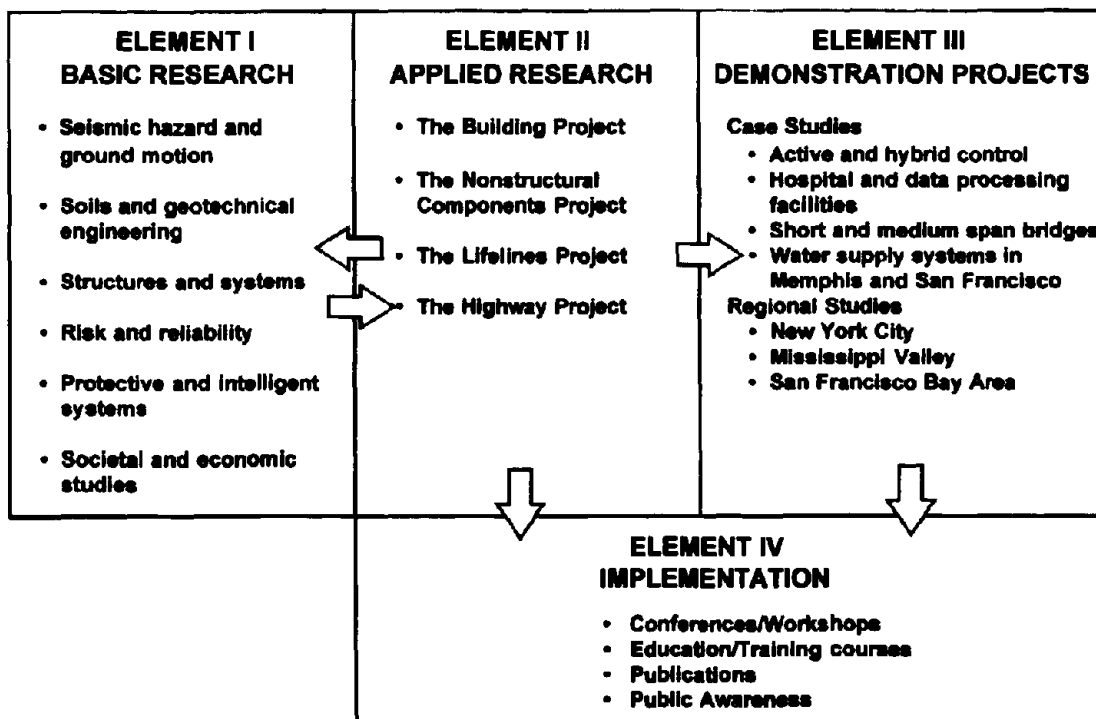 ELEMENT I
BASIC RESEARCH
• Seismic hazard and
ground motion
• Soils and geotechnical
engineering
• Structures and systems
• Risk and reliability
• Protective and intelligent
systems
• Societal and economic
studies
ELEMENT II
APPLIED RESEARCH
• The Building Project
• The Nonstructural
Components Project
• The Lifelines Project
• The Highway Project
ELEMENT III
DEMONSTRATION PROJECTS
Case Studies
• Active and hybrid control
• Hospital and data processing
facilities
• Short and medium span bridges
• Water supply systems in
Memphis and San Francisco
Regional Studies
• New York City
• Mississippi Valley
• San Francisco Bay Area
ELEMENT IV
IMPLEMENTATION
• Conferences/Workshops
• Education/Training courses
• Publications
• Public Awareness